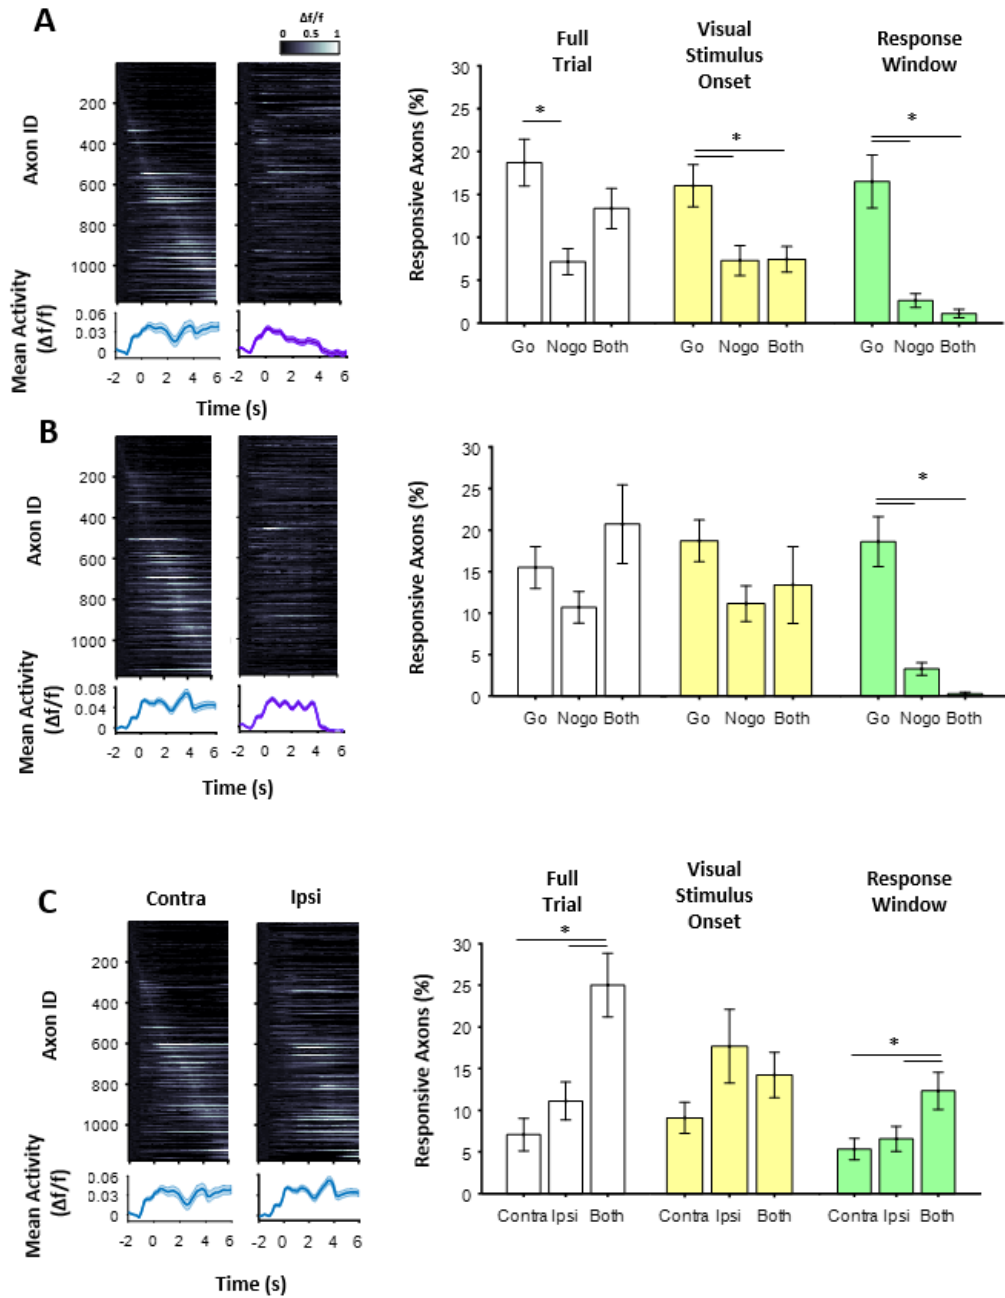 A
Δf/f
0 0.5 1
Axon ID
200
400
600
800
1000
Mean Activity
(Δf/f)
0.06
0.03
0
-2 0 2 4 6
-2 0 2 4 6
Time (s)
Full
Trial
Visual
Stimulus
Onset
Response
Window
Responsive Axons (%)
30
25
20
15
10
5
0
*
*
*
Go Nogo Both
Go Nogo Both
Go Nogo Both
B
Axon ID
200
400
600
800
1000
Mean Activity
(Δf/f)
0.08
0.04
0
-2 0 2 4 6
-2 0 2 4 6
Time (s)
Responsive Axons (%)
30
25
20
15
10
5
0
*
Go Nogo Both
Go Nogo Both
Go Nogo Both
C
Contra
Ipsi
Axon ID
200
400
600
800
1000
Mean Activity
(Δf/f)
0.06
0.03
0
-2 0 2 4 6
-2 0 2 4 6
Time (s)
Full
Trial
Visual
Stimulus
Onset
Response
Window
Responsive Axons (%)
30
25
20
15
10
5
0
*
*
Contra Ipsi Both
Contra Ipsi Both
Contra Ipsi Both